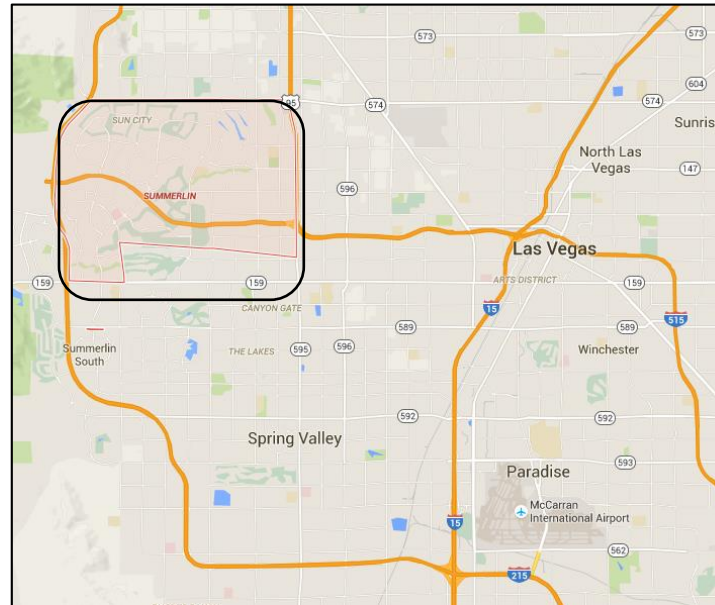 573
573
95
574
574
604
SUN CITY
Sunris
North Las
Vegas
147
596
SUMMERLIN
Las Vegas
159
159
ARTS DISTRICT
159
CANYON GATE
15
515
589
589
Summerlin
South
THE LAKES
595
596
Winchester
592
592
Spring Valley
593
Paradise
McCarran
International Airport
15
562
215